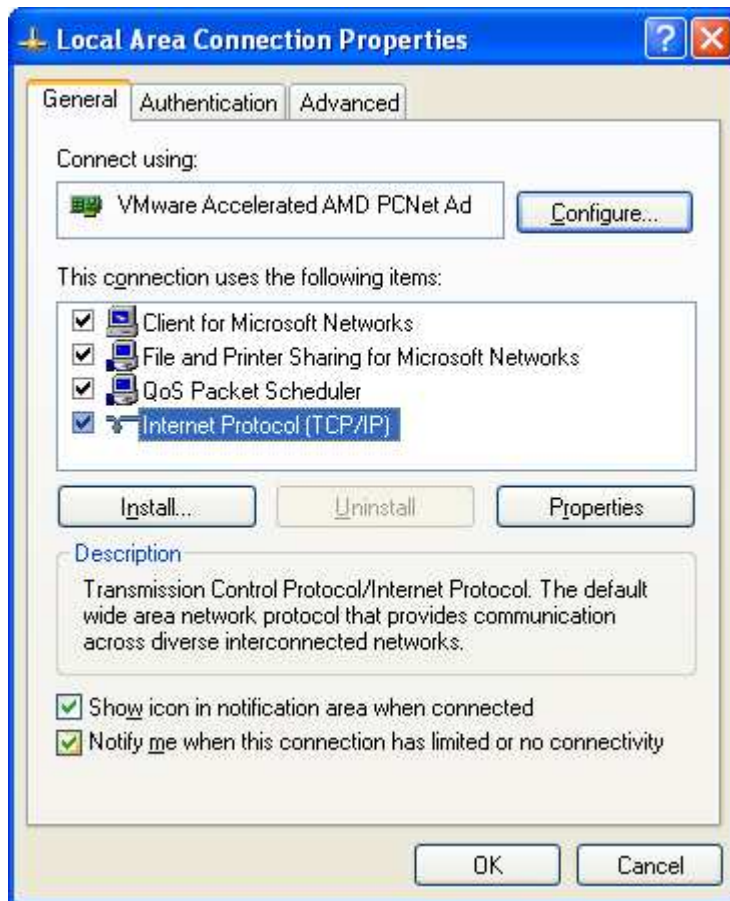 Local Area Connection Properties
?
General Authentication Advanced
Connect using:
VMware Accelerated AMD PCNet Ad
Configure...
This connection uses the following items:
Client for Microsoft Networks
File and Printer Sharing for Microsoft Networks
QoS Packet Scheduler
Internet Protocol (TCP/IP)
Install... Uninstall Properties
Description
Transmission Control Protocol/Internet Protocol. The default
wide area network protocol that provides communication
across diverse interconnected networks.
Show icon in notification area when connected
Notify me when this connection has limited or no connectivity
OK Cancel